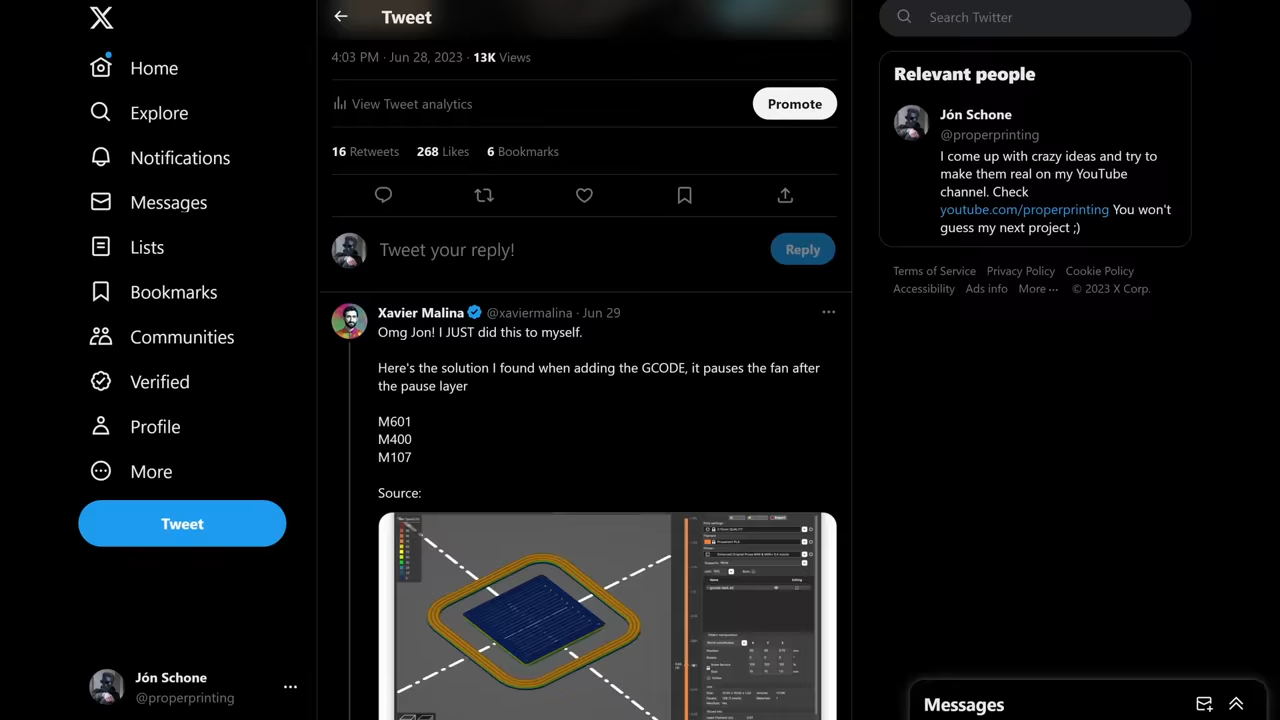 Home
Explore
Notifications
Messages
Lists
Bookmarks
Communities
Verified
Profile
More
Tweet
Jón Schone
@properprinting
Tweet
4:03 PM · Jun 28, 2023 · 13K Views
View Tweet analytics
Promote
16 Retweets 268 Likes 6 Bookmarks
Tweet your reply!
Reply
Xavier Malina @xaviermalina · Jun 29
Omg Jon! I JUST did this to myself.
Here's the solution I found when adding the GCODE, it pauses the fan after
the pause layer
M601
M400
M107
Source:
Search Twitter
Relevant people
Jón Schone
@properprinting
I come up with crazy ideas and try to
make them real on my YouTube
channel. Check
youtube.com/properprinting You won't
guess my next project ;)
Terms of Service Privacy Policy Cookie Policy
Accessibility Ads info More ··· © 2023 X Corp.
Messages